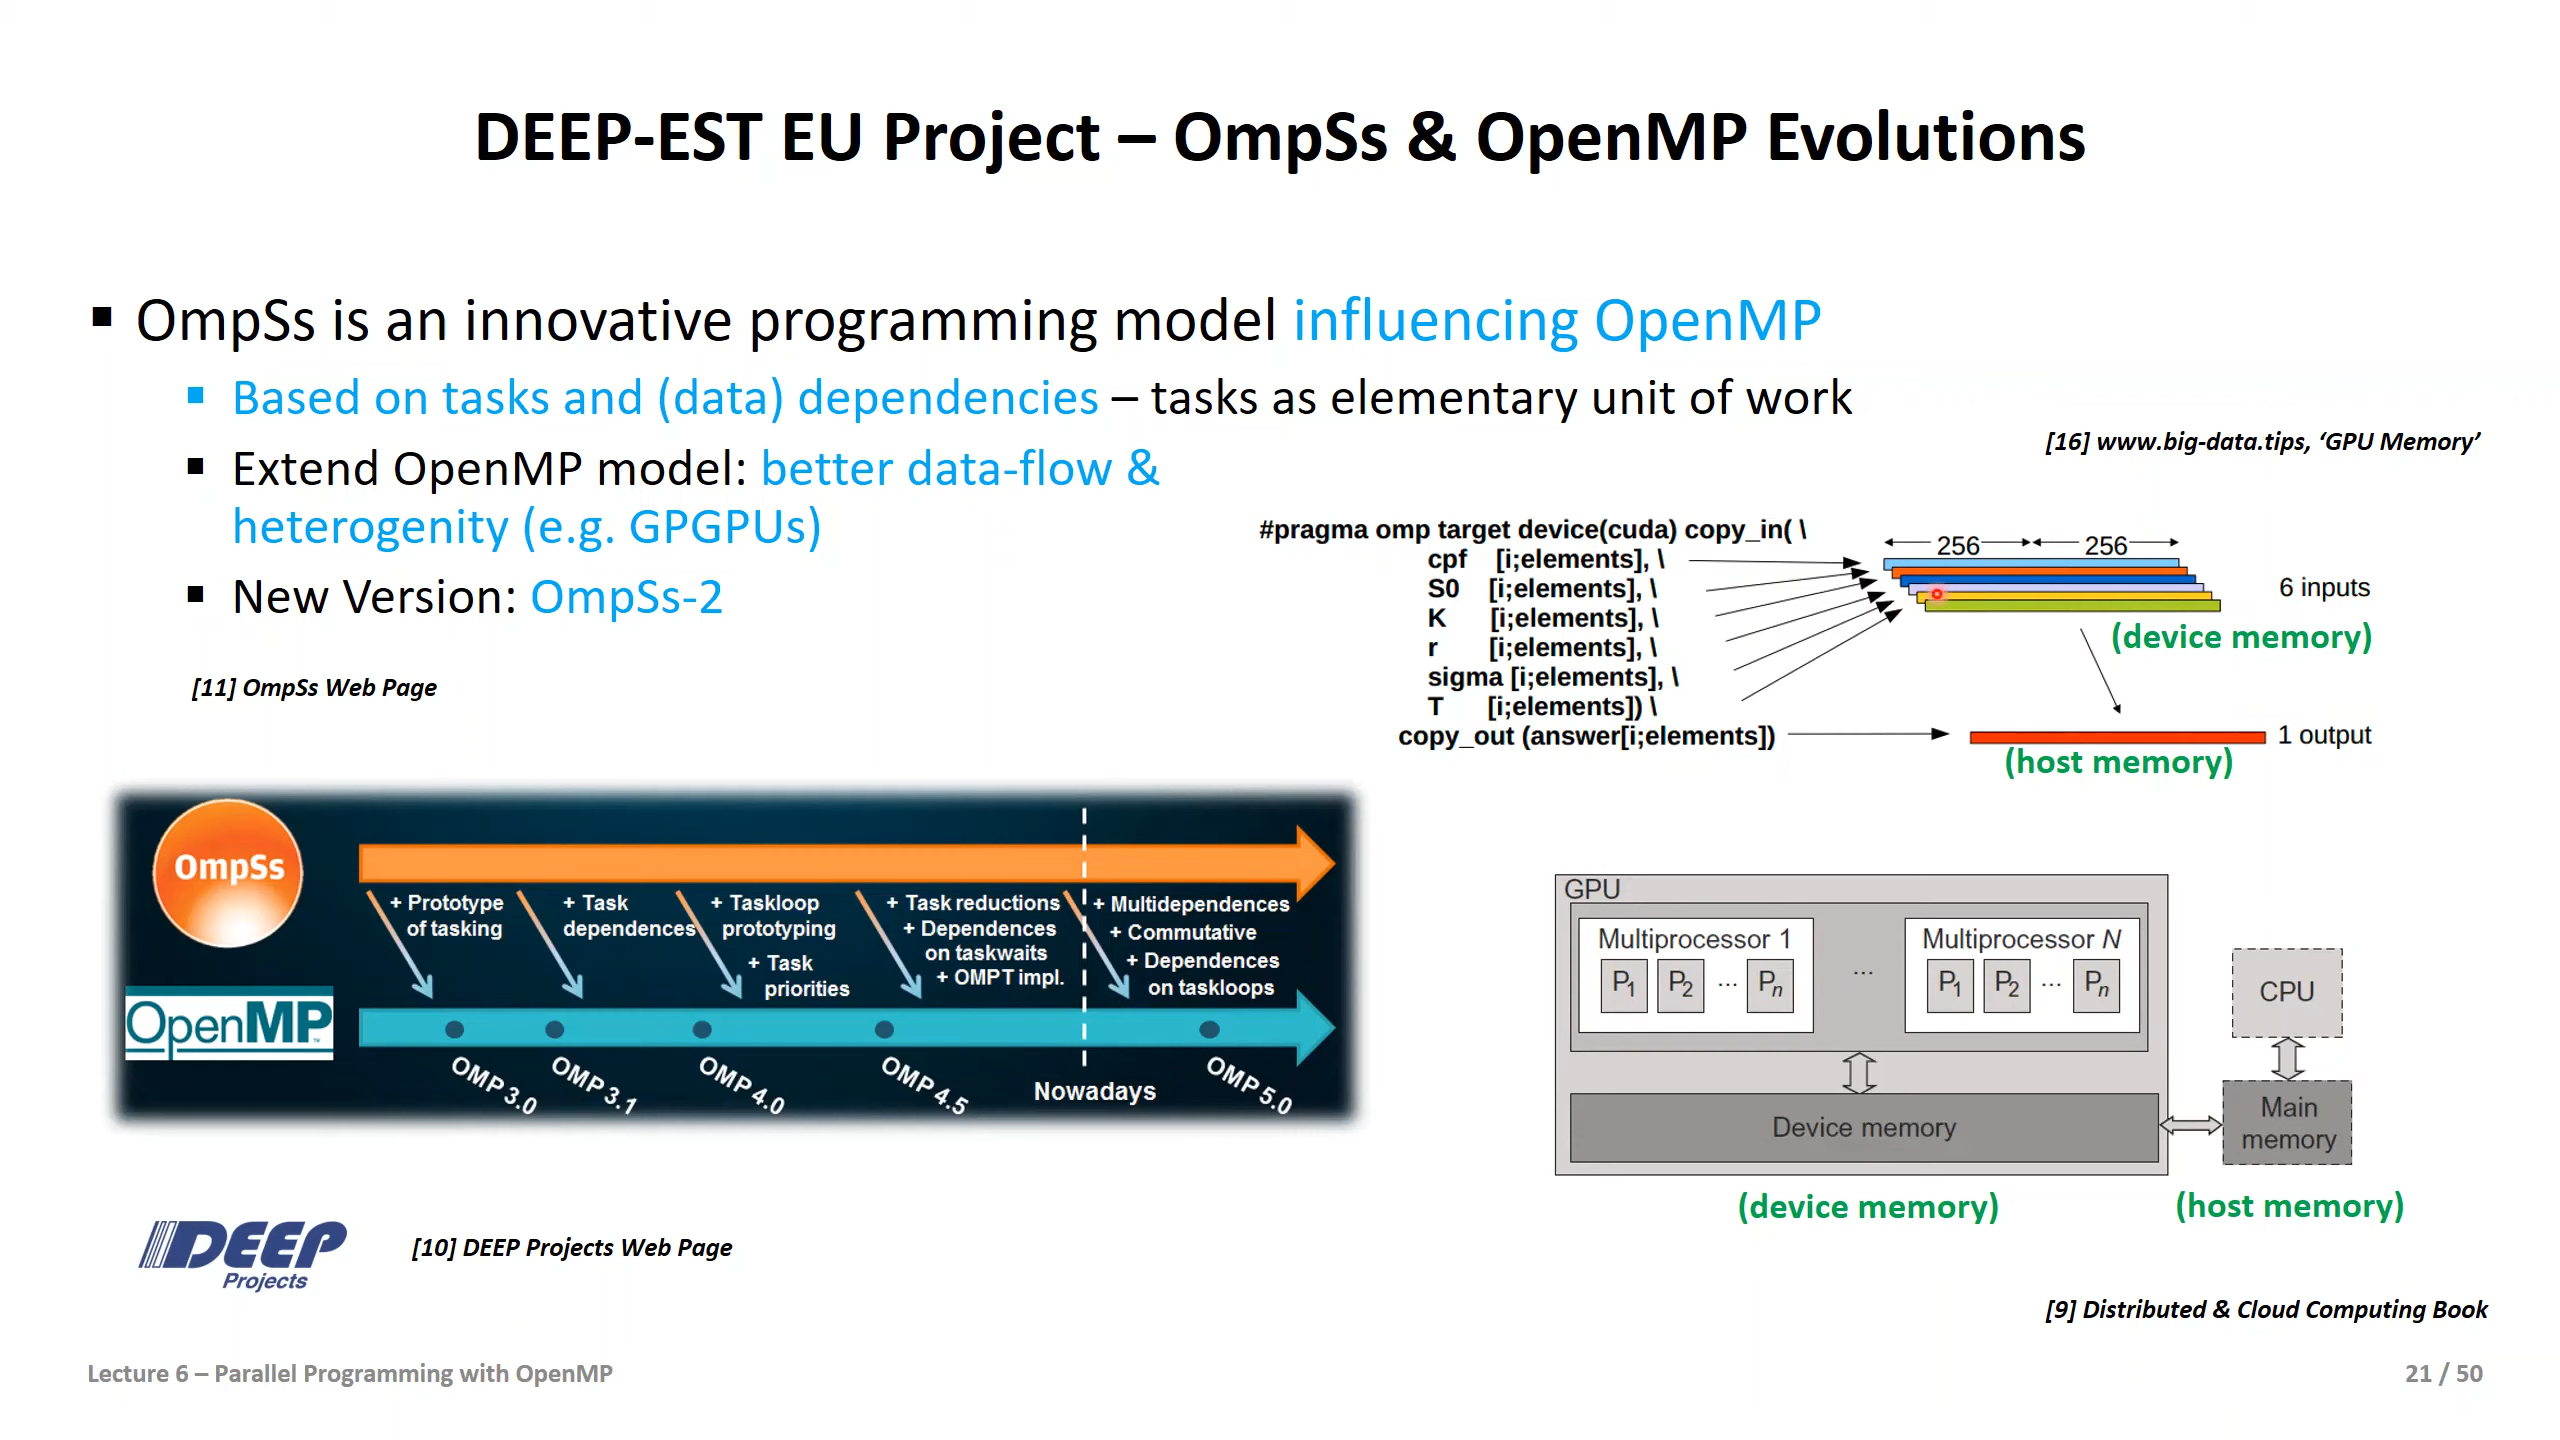 DEEP-EST EU Project – OmpSs & OpenMP Evolutions
▪ OmpSs is an innovative programming model influencing OpenMP
▪ Based on tasks and (data) dependencies – tasks as elementary unit of work
▪ Extend OpenMP model: better data-flow &
heterogenity (e.g. GPGPUs)
▪ New Version: OmpSs-2
[11] OmpSs Web Page
[16] www.big-data.tips, ‘GPU Memory’
#pragma omp target device(cuda) copy_in( \
cpf [i;elements], \
S0 [i;elements], \
K [i;elements], \
r [i;elements], \
sigma [i;elements], \
T [i;elements]) \
copy_out (answer[i;elements])
256 256
6 inputs
(device memory)
1 output
(host memory)
OmpSs
+ Prototype
of tasking
+ Task
dependences
+ Taskloop
prototyping
+ Task
priorities
+ Task reductions
+ Dependences
on taskwaits
+ OMPT impl.
+ Multidependences
+ Commutative
+ Dependences
on taskloops
OpenMP
OMP 3.0
OMP 3.1
OMP 4.0
OMP 4.5
Nowadays
OMP 5.0
GPU
Multiprocessor 1
P1 P2 ... Pn
...
Multiprocessor N
P1 P2 ... Pn
Device memory
CPU
Main
memory
(device memory)
(host memory)
DEEP
Projects
[10] DEEP Projects Web Page
[9] Distributed & Cloud Computing Book
Lecture 6 – Parallel Programming with OpenMP
21 / 50